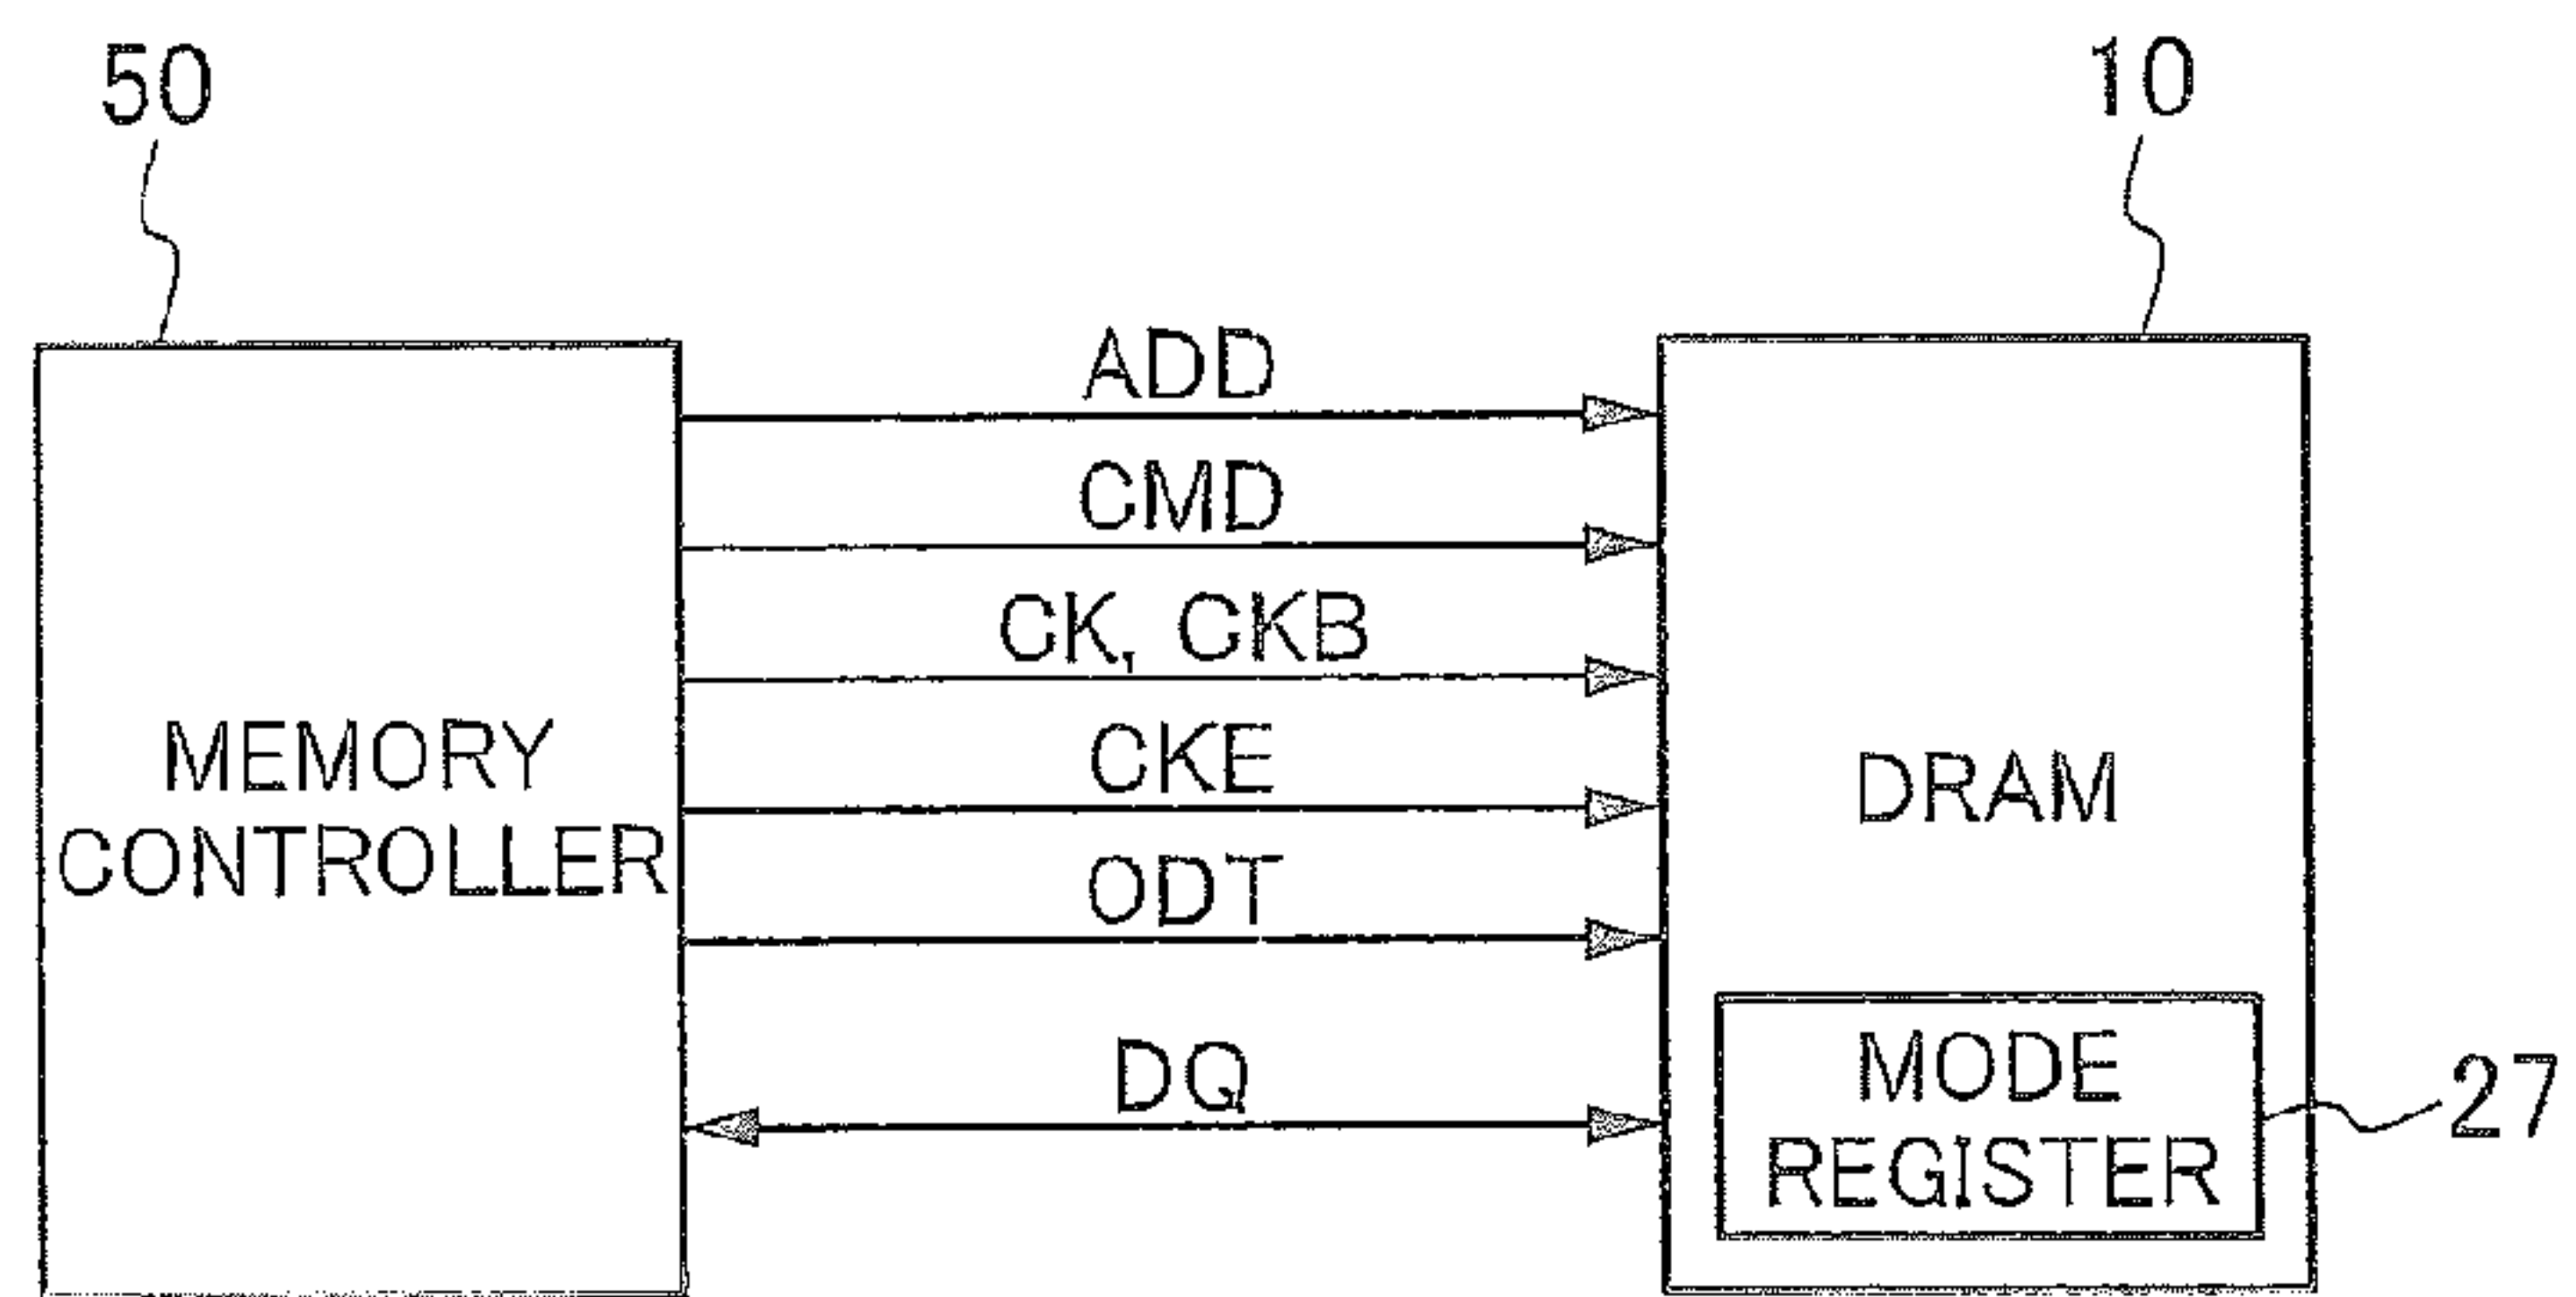 50
10
ADD
CMD
CK, CKB
CKE
ODT
DQ
MEMORY
CONTROLLER
DRAM
MODE
REGISTER
27